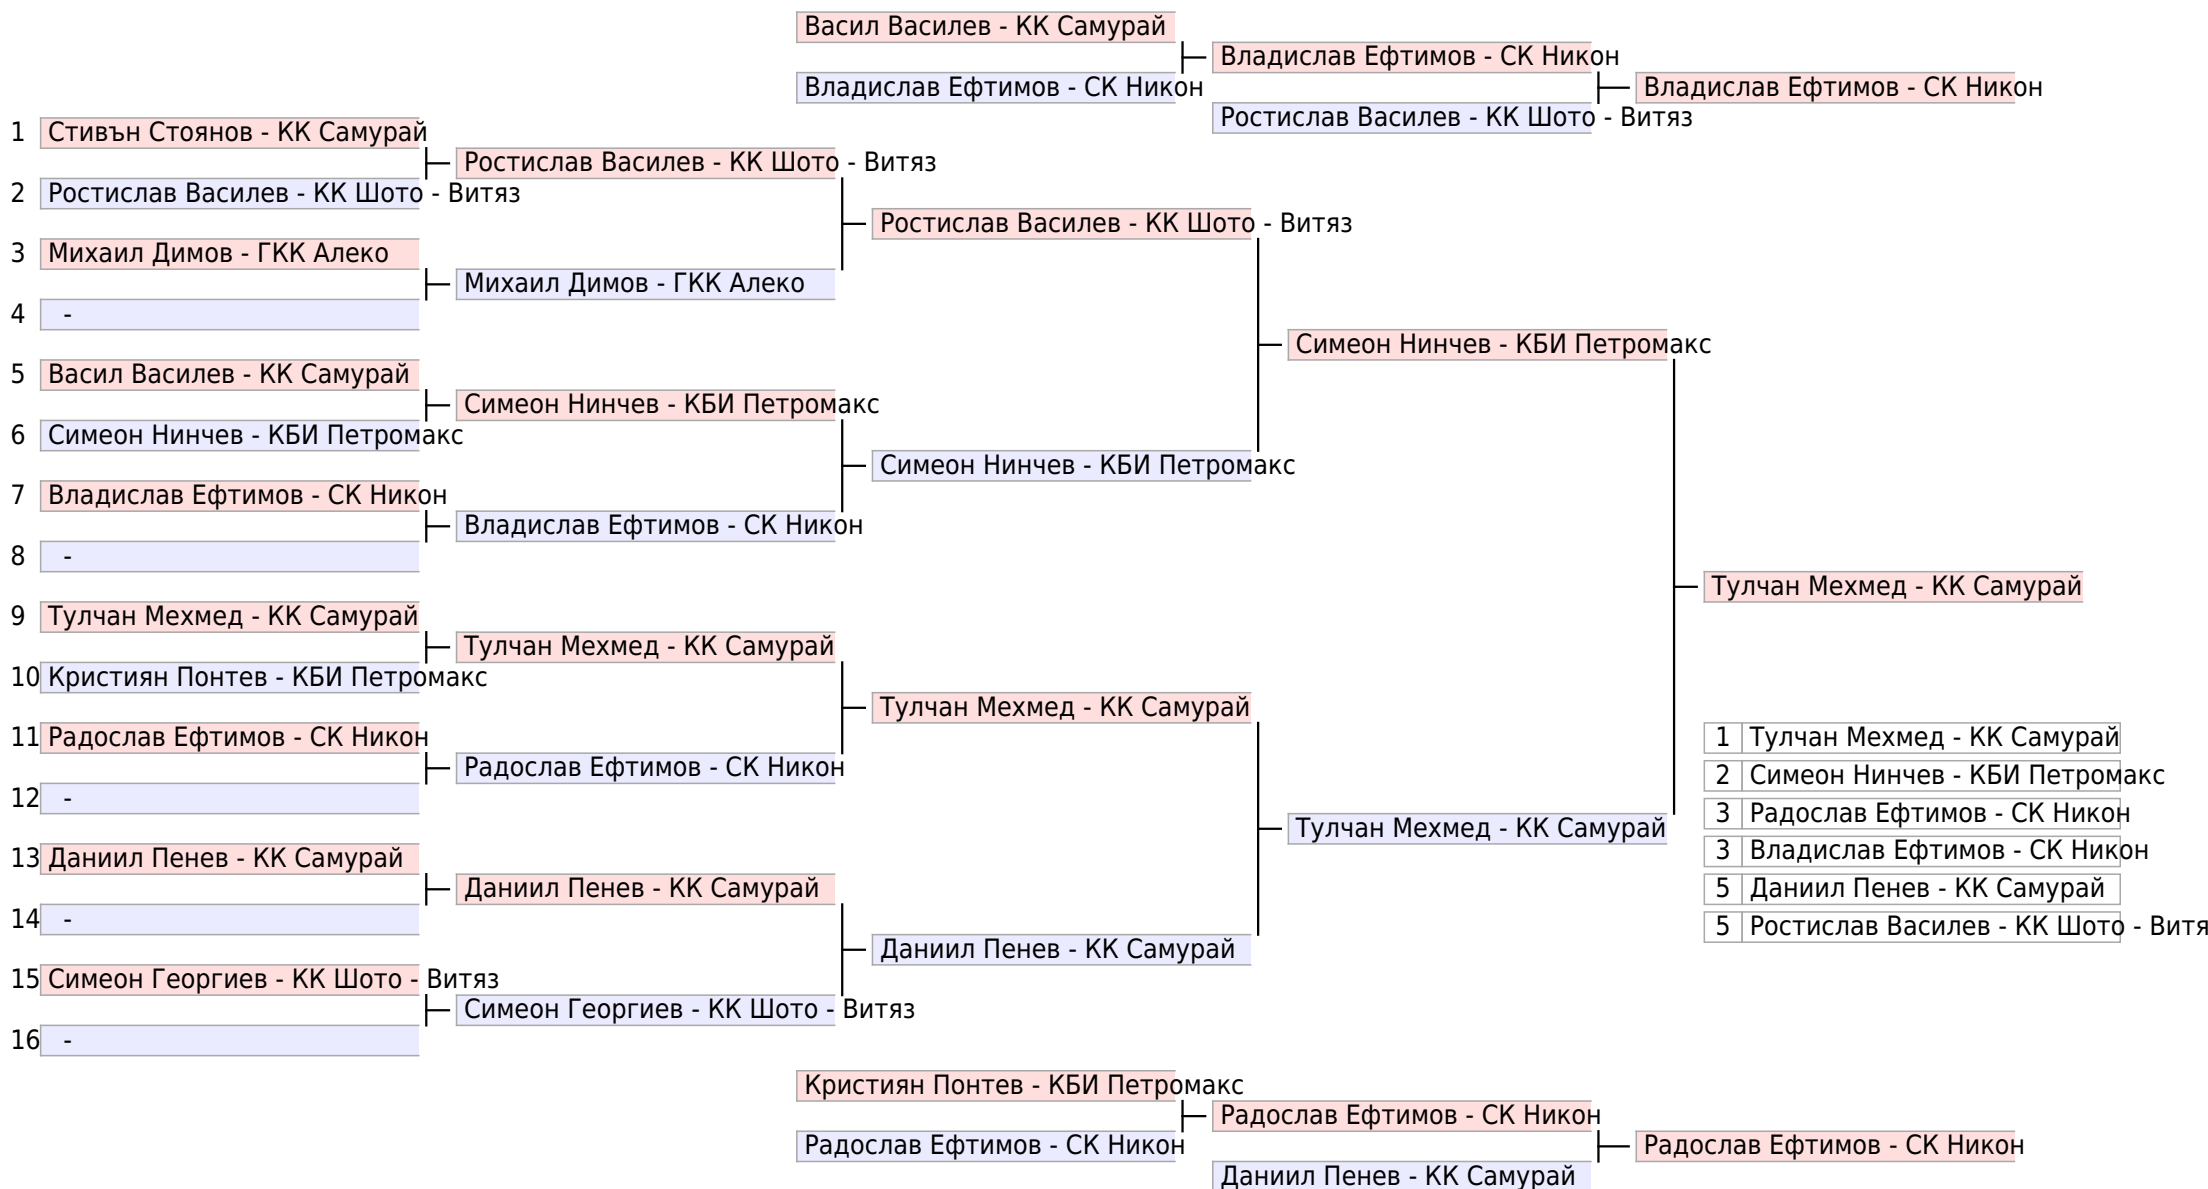 Васил Василев - КК Самурай
Владислав Ефтимов - СК Никон
Владислав Ефтимов - СК Никон
Владислав Ефтимов - СК Никон
Ростислав Василев - КК Шото - Витяз
1 Стивън Стоянов - КК Самурай
Ростислав Василев - КК Шото - Витяз
2 Ростислав Василев - КК Шото - Витяз
Ростислав Василев - КК Шото - Витяз
3 Михаил Димов - ГКК Алеко
Михаил Димов - ГКК Алеко
4 -
Симеон Нинчев - КБИ Петромакс
5 Васил Василев - КК Самурай
Симеон Нинчев - КБИ Петромакс
6 Симеон Нинчев - КБИ Петромакс
Симеон Нинчев - КБИ Петромакс
7 Владислав Ефтимов - СК Никон
Владислав Ефтимов - СК Никон
8 -
Тулчан Мехмед - КК Самурай
9 Тулчан Мехмед - КК Самурай
Тулчан Мехмед - КК Самурай
10 Кристиян Понтев - КБИ Петромакс
Тулчан Мехмед - КК Самурай
11 Радослав Ефтимов - СК Никон
Радослав Ефтимов - СК Никон
12 -
Тулчан Мехмед - КК Самурай
13 Даниил Пенев - КК Самурай
Даниил Пенев - КК Самурай
14 -
Даниил Пенев - КК Самурай
15 Симеон Георгиев - КК Шото - Витяз
Симеон Георгиев - КК Шото - Витяз
16 -
1 Тулчан Мехмед - КК Самурай
2 Симеон Нинчев - КБИ Петромакс
3 Радослав Ефтимов - СК Никон
3 Владислав Ефтимов - СК Никон
5 Даниил Пенев - КК Самурай
5 Ростислав Василев - КК Шото - Витя
Кристиян Понтев - КБИ Петромакс
Радослав Ефтимов - СК Никон
Радослав Ефтимов - СК Никон
Радослав Ефтимов - СК Никон
Даниил Пенев - КК Самурай